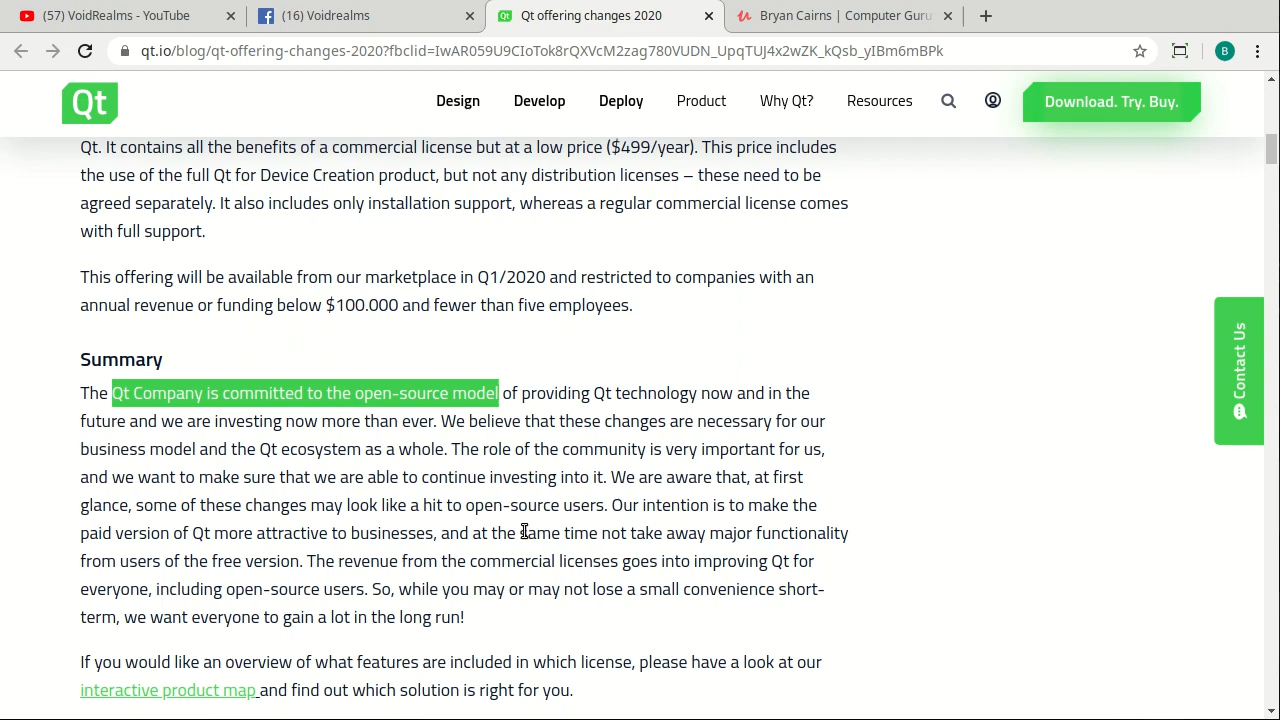 (57) VoidRealms - YouTube
(16) Voidrealms
Qt offering changes 2020
Bryan Cairns | Computer Guru
qt.io/blog/qt-offering-changes-2020?fbclid=IwAR059U9CIoTok8rQXVcM2zag780VUDN_UpqTUJ4x2wZK_kQsb_yIBm6mBPk
B
Qt
Design
Develop
Deploy
Product
Why Qt?
Resources
Download. Try. Buy.
Qt. It contains all the benefits of a commercial license but at a low price ($499/year). This price includes
the use of the full Qt for Device Creation product, but not any distribution licenses – these need to be
agreed separately. It also includes only installation support, whereas a regular commercial license comes
with full support.
This offering will be available from our marketplace in Q1/2020 and restricted to companies with an
annual revenue or funding below $100.000 and fewer than five employees.
Summary
The Qt Company is committed to the open-source model of providing Qt technology now and in the
future and we are investing now more than ever. We believe that these changes are necessary for our
business model and the Qt ecosystem as a whole. The role of the community is very important for us,
and we want to make sure that we are able to continue investing into it. We are aware that, at first
glance, some of these changes may look like a hit to open-source users. Our intention is to make the
paid version of Qt more attractive to businesses, and at the same time not take away major functionality
from users of the free version. The revenue from the commercial licenses goes into improving Qt for
everyone, including open-source users. So, while you may or may not lose a small convenience short-
term, we want everyone to gain a lot in the long run!
If you would like an overview of what features are included in which license, please have a look at our
interactive product map and find out which solution is right for you.
Contact Us